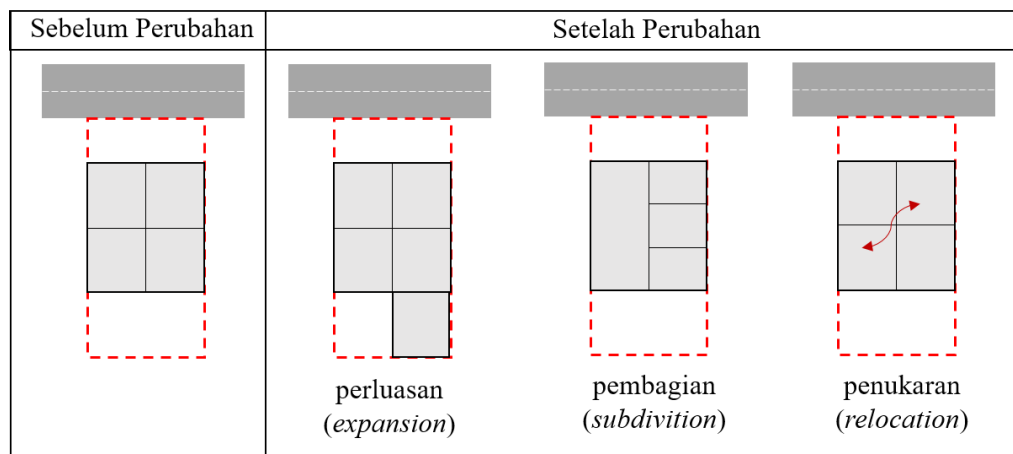 Sebelum Perubahan
Setelah Perubahan
perluasan
(expansion)
pembagian
(subdivition)
penukaran
(relocation)